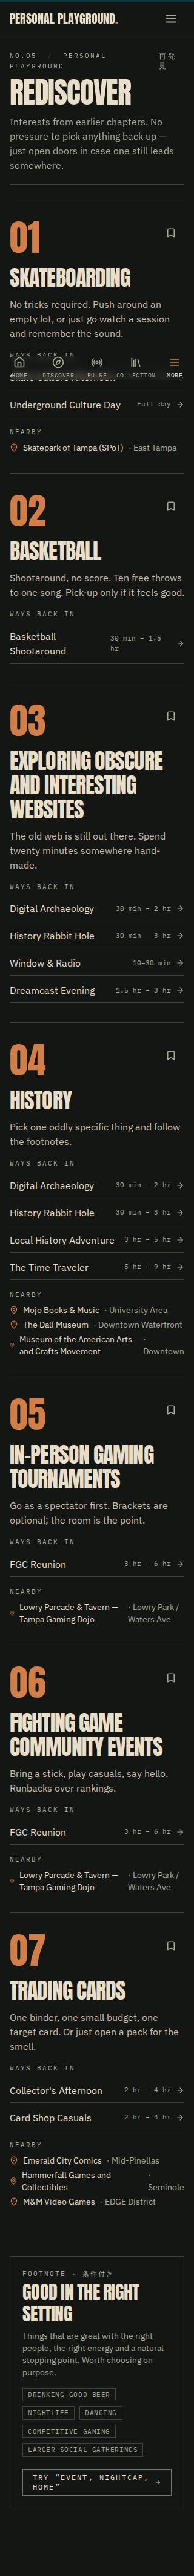 PERSONAL PLAYGROUND.
NO.05 / PERSONAL PLAYGROUND
再発見
REDISCOVER
Interests from earlier chapters. No
pressure to pick anything back up —
just open doors in case one still leads
somewhere.
01
SKATEBOARDING
No tricks required. Push around an
empty lot, or just go watch a session
and remember the sound.
WAYS BACK IN
HOME
DISCOVER
PULSE
COLLECTION
MORE
Underground Culture Day Full day →
NEARBY
Skatepark of Tampa (SPoT) · East Tampa
02
BASKETBALL
Shootaround, no score. Ten free throws
to one song. Pick-up only if it feels good.
WAYS BACK IN
Basketball Shootaround 30 min – 1.5 hr →
03
EXPLORING OBSCURE
AND INTERESTING
WEBSITES
The old web is still out there. Spend
twenty minutes somewhere hand-
made.
WAYS BACK IN
Digital Archaeology 30 min – 2 hr →
History Rabbit Hole 30 min – 3 hr →
Window & Radio 10–30 min →
Dreamcast Evening 1.5 hr – 3 hr →
04
HISTORY
Pick one oddly specific thing and follow
the footnotes.
WAYS BACK IN
Digital Archaeology 30 min – 2 hr →
History Rabbit Hole 30 min – 3 hr →
Local History Adventure 3 hr – 5 hr →
The Time Traveler 5 hr – 9 hr →
NEARBY
Mojo Books & Music · University Area
The Dalí Museum · Downtown Waterfront
Museum of the American Arts and Crafts Movement · Downtown
05
IN-PERSON GAMING
TOURNAMENTS
Go as a spectator first. Brackets are
optional; the room is the point.
WAYS BACK IN
FGC Reunion 3 hr – 6 hr →
NEARBY
Lowry Parcade & Tavern — Tampa Gaming Dojo · Lowry Park / Waters Ave
06
FIGHTING GAME
COMMUNITY EVENTS
Bring a stick, play casuals, say hello.
Runbacks over rankings.
WAYS BACK IN
FGC Reunion 3 hr – 6 hr →
NEARBY
Lowry Parcade & Tavern — Tampa Gaming Dojo · Lowry Park / Waters Ave
07
TRADING CARDS
One binder, one small budget, one
target card. Or just open a pack for the
smell.
WAYS BACK IN
Collector's Afternoon 2 hr – 4 hr →
Card Shop Casuals 2 hr – 4 hr →
NEARBY
Emerald City Comics · Mid-Pinellas
Hammerfall Games and Collectibles · Seminole
M&M Video Games · EDGE District
FOOTNOTE · 条件付き
GOOD IN THE RIGHT
SETTING
Things that are great with the right
people, the right energy and a natural
stopping point. Worth choosing on
purpose.
DRINKING GOOD BEER
NIGHTLIFE
DANCING
COMPETITIVE GAMING
LARGER SOCIAL GATHERINGS
TRY “EVENT, NIGHTCAP,
HOME” →